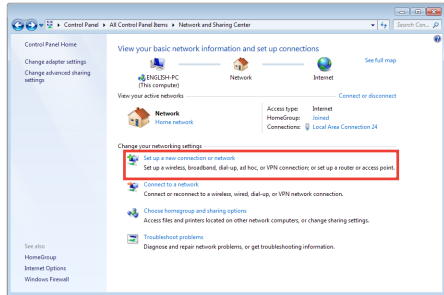 Control Panel ▸ All Control Panel Items ▸ Network and Sharing Center
Search Con...
Control Panel Home
Change adapter settings
Change advanced sharing
settings
View your basic network information and set up connections
See full map
ENGLISH-PC
(This computer)
Network
Internet
View your active networks
Connect or disconnect
Network
Home network
Access type: Internet
HomeGroup: Joined
Connections: Local Area Connection 24
Change your networking settings
Set up a new connection or network
Set up a wireless, broadband, dial-up, ad hoc, or VPN connection; or set up a router or access point.
Connect to a network
Connect or reconnect to a wireless, wired, dial-up, or VPN network connection.
Choose homegroup and sharing options
Access files and printers located on other network computers, or change sharing settings.
Troubleshoot problems
Diagnose and repair network problems, or get troubleshooting information.
See also
HomeGroup
Internet Options
Windows Firewall